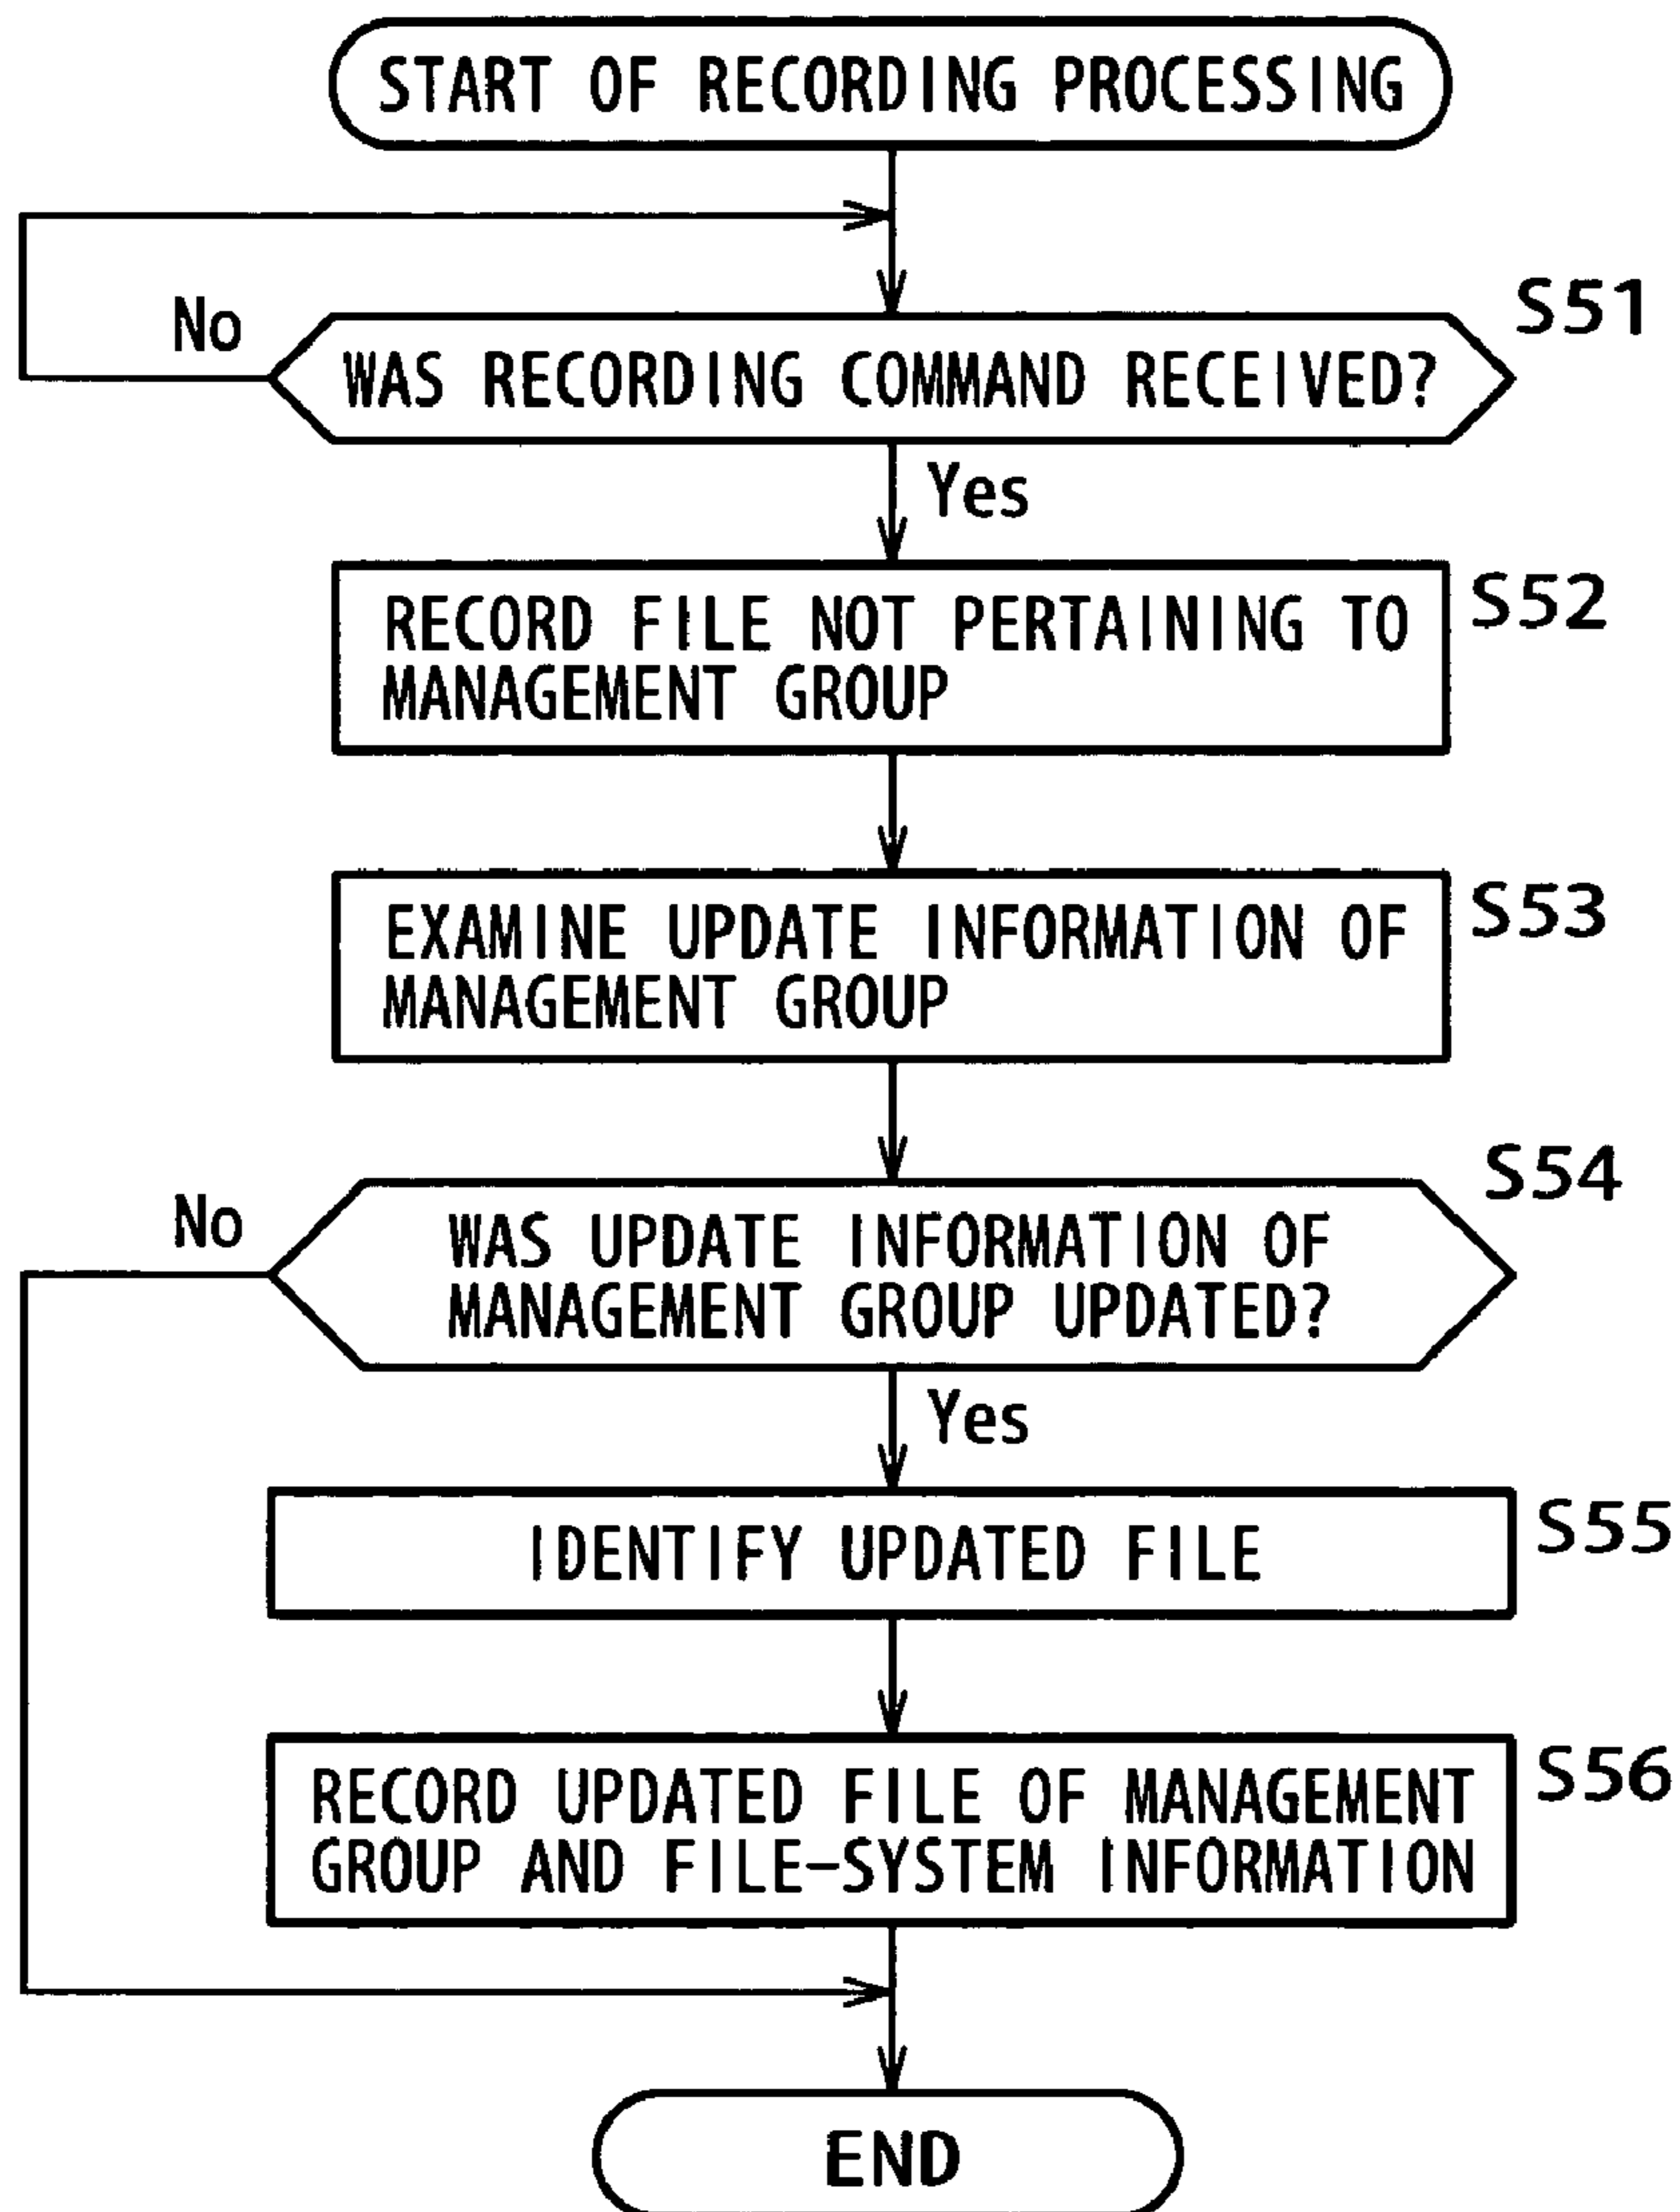 START OF RECORDING PROCESSING
No
S51
WAS RECORDING COMMAND RECEIVED?
Yes
S52
RECORD FILE NOT PERTAINING TO
MANAGEMENT GROUP
S53
EXAMINE UPDATE INFORMATION OF
MANAGEMENT GROUP
S54
No
WAS UPDATE INFORMATION OF
MANAGEMENT GROUP UPDATED?
Yes
S55
IDENTIFY UPDATED FILE
S56
RECORD UPDATED FILE OF MANAGEMENT
GROUP AND FILE-SYSTEM INFORMATION
END